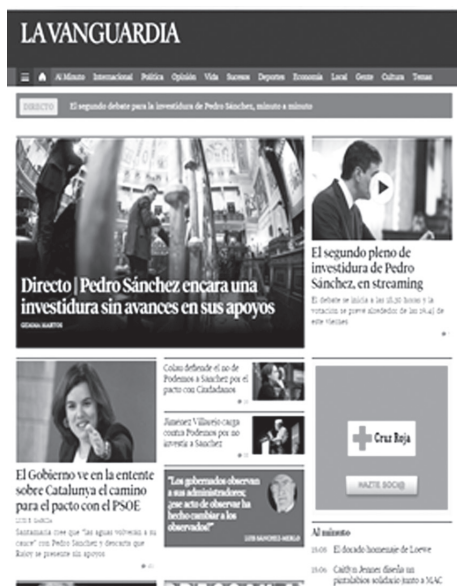 LA VANGUARDIA
Al Minuto Internacional Política Opinión Vida Sucesos Deportes Economía Local Gente Cultura Temas
DIRECTO El segundo debate para la investidura de Pedro Sánchez, minuto a minuto
Directo | Pedro Sánchez encara una
investidura sin avances en sus apoyos
El segundo pleno de
investidura de Pedro
Sánchez, en streaming
El debate se inicia a las 18.30 horas y la
votación se prevé alrededor de las
este viernes
El Gobierno ve en la entente
sobre Catalunya el camino
para el pacto con el PSOE
LUIS B. GARCÍA
Santamaría cree que "las aguas volverán a su
cauce" con Pedro Sánchez y descarta que
Rajoy se presente sin apoyos
Colau defiende el no de
Podemos a Sánchez por el
pacto con Ciudadanos
Jiménez Villarejo carga
contra Podemos por no
investir a Sánchez
"Los gobernados observan
a sus administradores;
¿ese acto de observar ha
hecho cambiar a los
observados?"
LUIS SÁNCHEZ-MERLO
Cruz Roja
HAZTE SOCI@
Al minuto
El dorado homenaje de Loewe
Caitlyn Jenner diseña un
pintalabios solidario junto a MAC